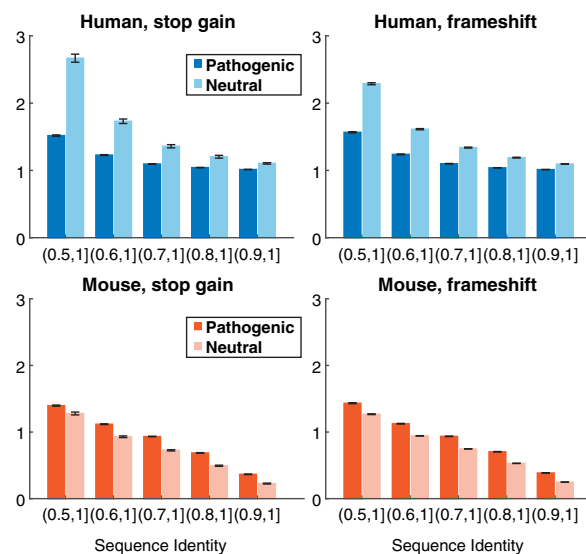 Human, stop gain
Human, frameshift
3
2
1
0
Pathogenic
Neutral
(0.5,1] (0.6,1] (0.7,1] (0.8,1] (0.9,1]
3
2
1
0
(0.5,1] (0.6,1] (0.7,1] (0.8,1] (0.9,1]
Mouse, stop gain
Mouse, frameshift
3
2
1
0
Pathogenic
Neutral
(0.5,1] (0.6,1] (0.7,1] (0.8,1] (0.9,1]
Sequence Identity
3
2
1
0
(0.5,1] (0.6,1] (0.7,1] (0.8,1] (0.9,1]
Sequence Identity